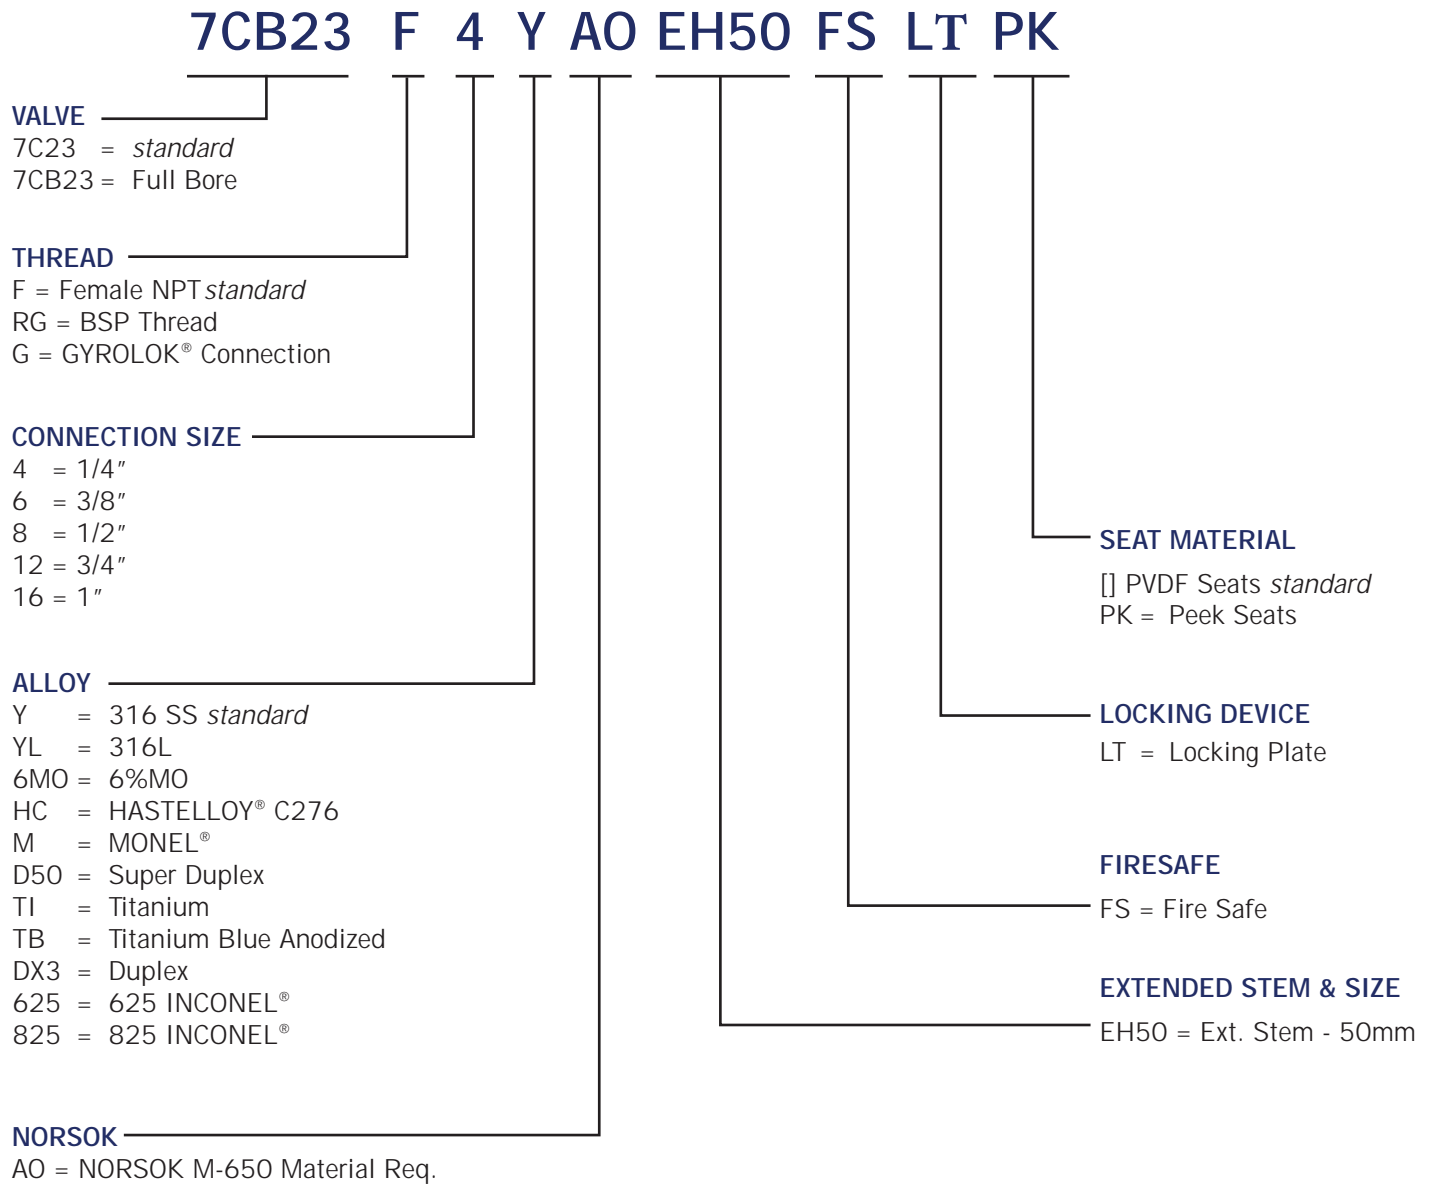 7CB23 F 4 Y AO EH50 FS LT PK
VALVE
7C23 = standard
7CB23 = Full Bore
THREAD
F = Female NPT standard
RG = BSP Thread
G = GYROLOK® Connection
CONNECTION SIZE
4 = 1/4"
6 = 3/8"
8 = 1/2"
12 = 3/4"
16 = 1"
ALLOY
Y = 316 SS standard
YL = 316L
6MO = 6%MO
HC = HASTELLOY® C276
M = MONEL®
D50 = Super Duplex
TI = Titanium
TB = Titanium Blue Anodized
DX3 = Duplex
625 = 625 INCONEL®
825 = 825 INCONEL®
NORSOK
AO = NORSOK M-650 Material Req.
SEAT MATERIAL
[] PVDF Seats standard
PK = Peek Seats
LOCKING DEVICE
LT = Locking Plate
FIRESAFE
FS = Fire Safe
EXTENDED STEM & SIZE
EH50 = Ext. Stem - 50mm